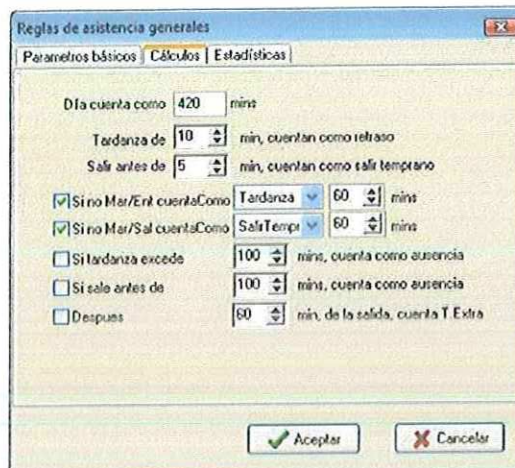 Reglas de asistencia generales
Parametros básicos Cálculos Estadísticas
Día cuenta como 420 mins
Tardanza de 10 min, cuentan como retraso
Salir antes de 5 min, cuentan como salir temprano
Si no Mar/Ent cuentaComo Tardanza 60 mins
Si no Mar/Sal cuentaComo SalirTempr 60 mins
Si tardanza excede 100 mins, cuenta como ausencia
Si sale antes de 100 mins, cuenta como ausencia
Despues 60 min, de la salida, cuenta T.Extra
Aceptar Cancelar